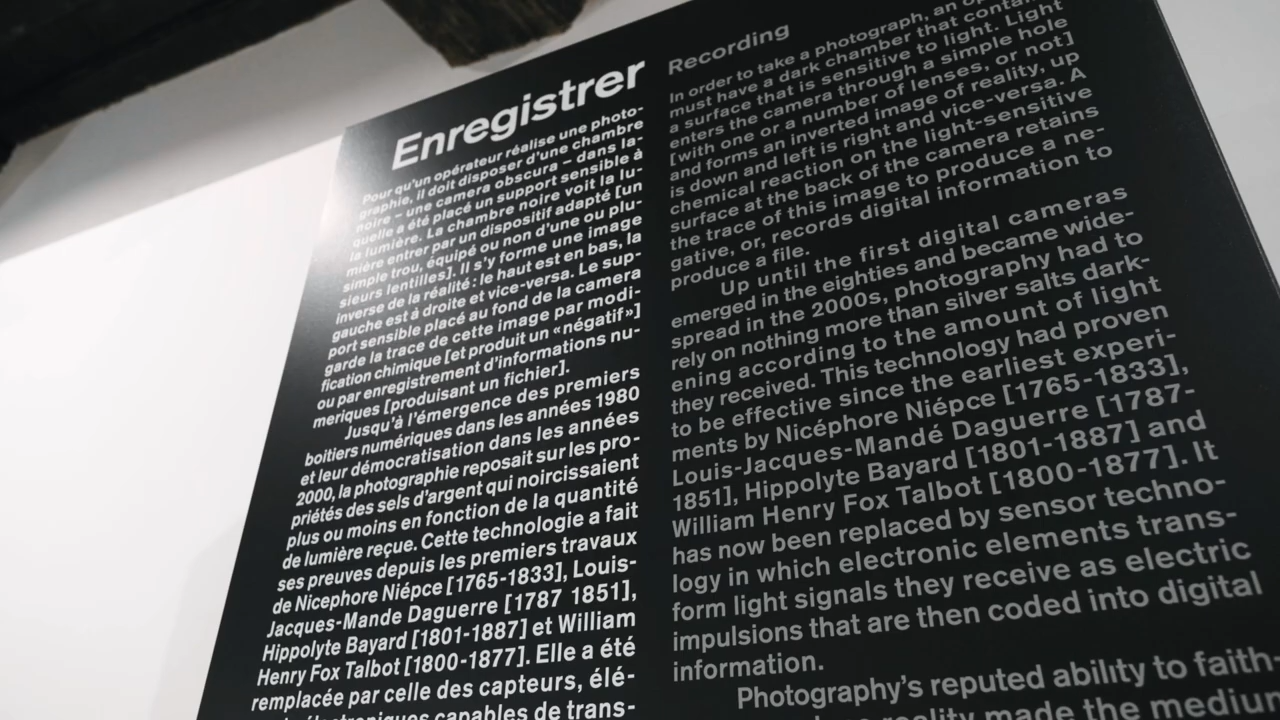 Enregistrer
Pour qu'un opérateur réalise une photo-
graphie, il doit disposer d'une chambre
noire – une camera obscura – dans la-
quelle a été placé un support sensible à
la lumière. La chambre noire voit la lu-
mière entrer par un dispositif adapté [un
simple trou, équipé ou non d'une ou plu-
sieurs lentilles]. Il s'y forme une image
inverse de la réalité : le haut est en bas, la
gauche est à droite et vice-versa. Le sup-
port sensible placé au fond de la camera
garde la trace de cette image par modi-
fication chimique [et produit un «négatif»]
ou par enregistrement d'informations nu-
meriques [produisant un fichier].
Jusqu'à l'émergence des premiers
boitiers numériques dans les années 1980
et leur démocratisation dans les années
2000, la photographie reposait sur les pro-
priétés des sels d'argent qui noircissaient
plus ou moins en fonction de la quantité
de lumière reçue. Cette technologie a fait
ses preuves depuis les premiers travaux
de Nicephore Niépce [1765-1833], Louis-
Jacques-Mande Daguerre [1787 1851],
Hippolyte Bayard [1801-1887] et William
Henry Fox Talbot [1800-1877]. Elle a été
remplacée par celle des capteurs, élé-
électroniques capables de trans-
Recording
In order to take a photograph, an
must have a dark chamber that
a surface that is sensitive to light. Light
enters the camera through a simple hole
[with one or a number of lenses, or not]
and forms an inverted image of reality, up
is down and left is right and vice-versa. A
chemical reaction on the light-sensitive
surface at the back of the camera retains
the trace of this image to produce a ne-
gative, or, records digital information to
produce a file.
Up until the first digital cameras
emerged in the eighties and became wide-
spread in the 2000s, photography had to
rely on nothing more than silver salts dark-
ening according to the amount of light
they received. This technology had proven
to be effective since the earliest experi-
ments by Nicéphore Niépce [1765-1833],
Louis-Jacques-Mandé Daguerre [1787-
1851], Hippolyte Bayard [1801-1887] and
William Henry Fox Talbot [1800-1877]. It
has now been replaced by sensor techno-
logy in which electronic elements trans-
form light signals they receive as electric
impulsions that are then coded into digital
information.
Photography's reputed ability to faith-
reality made the medium